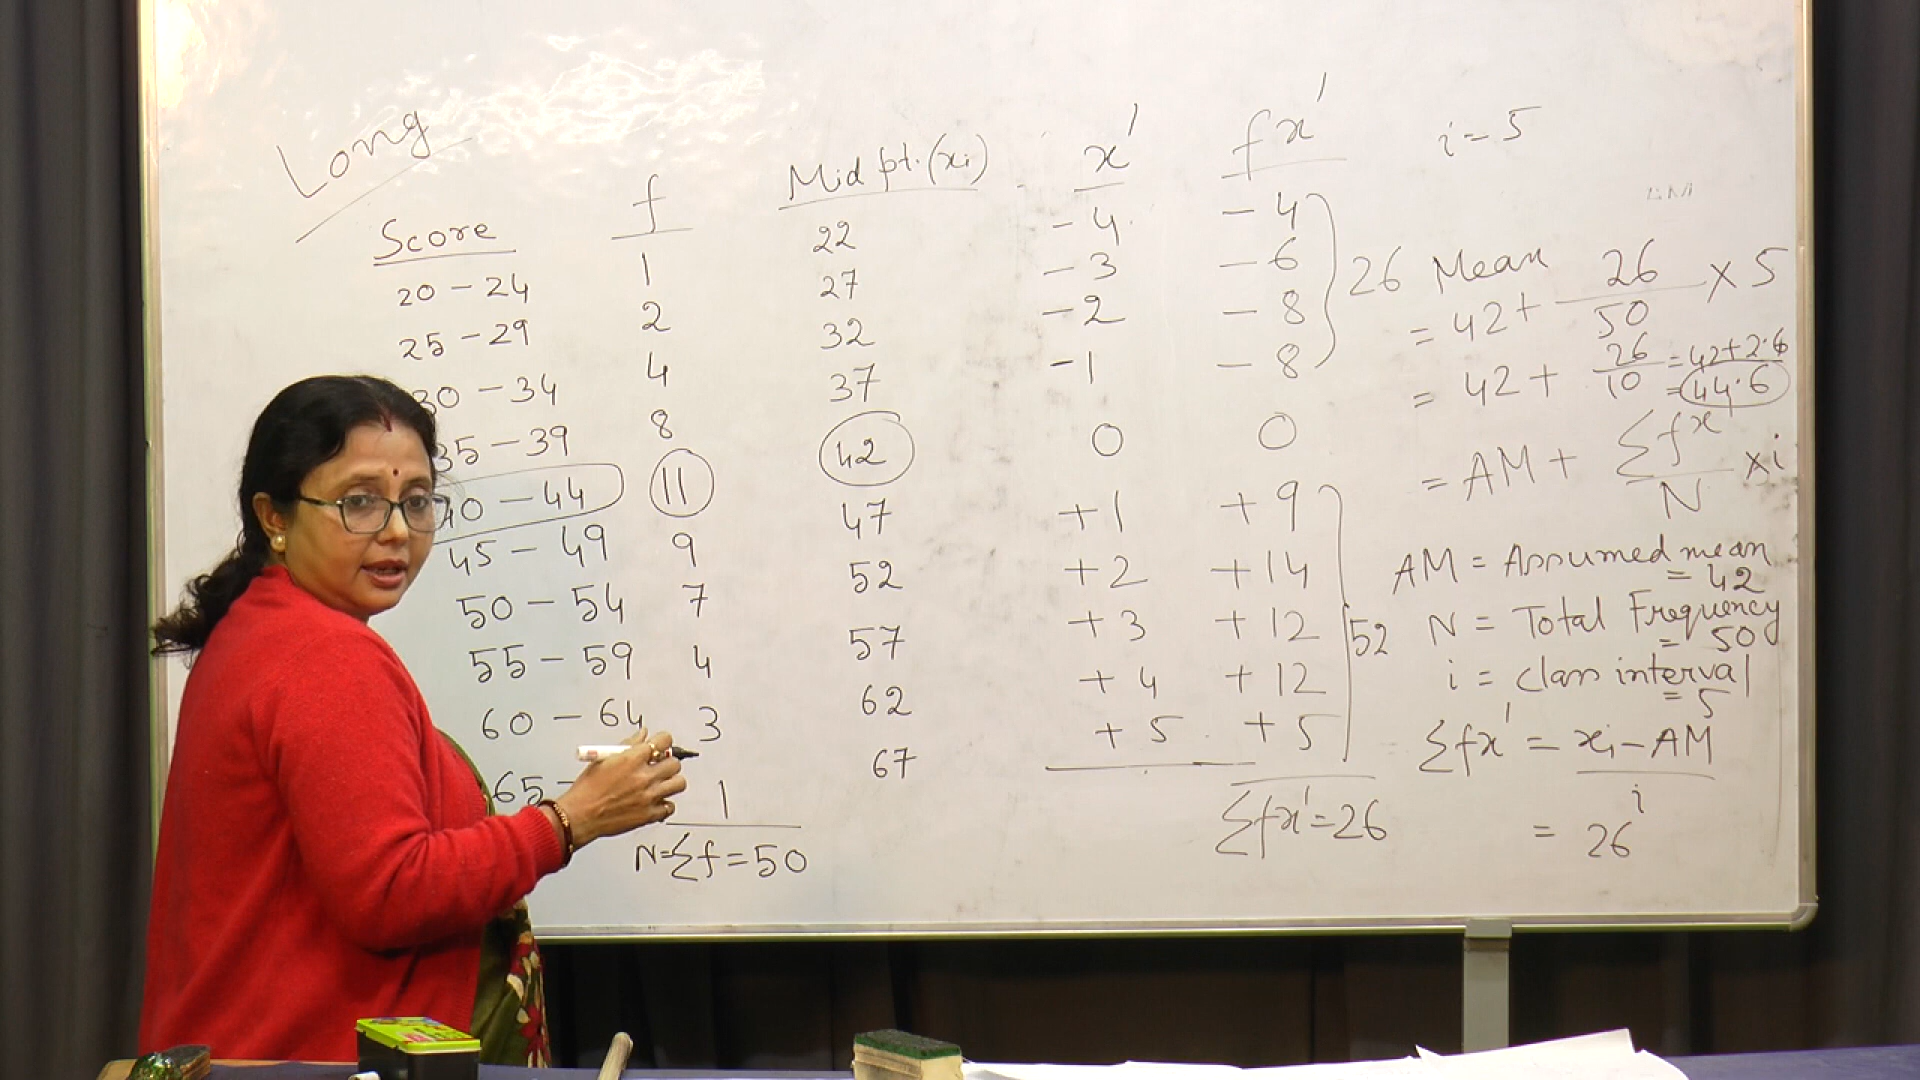 Long
Score f Mid pt.(xi) x' fx' i = 5
20 - 24 1 22 - 4 - 4
25 - 29 2 27 - 3 - 6
30 - 34 4 32 - 2 - 8
35 - 39 8 37 - 1 - 8
26
40 - 44 11 42 0 0
45 - 49 9 47 + 1 + 9
50 - 54 7 52 + 2 + 14
55 - 59 4 57 + 3 + 12
60 - 64 3 62 + 4 + 12
65 - 1 67 + 5 + 5
52
N=Σf=50 Σfx'=26
Mean
= 42 + 26/50 × 5
= 42 + 26/10 = 42+2.6
= 44.6
= AM + Σfx'/N × i
AM = Assumed mean
= 42
N = Total Frequency
= 50
i = class interval
= 5
Σfx' = xi - AM / i
= 26